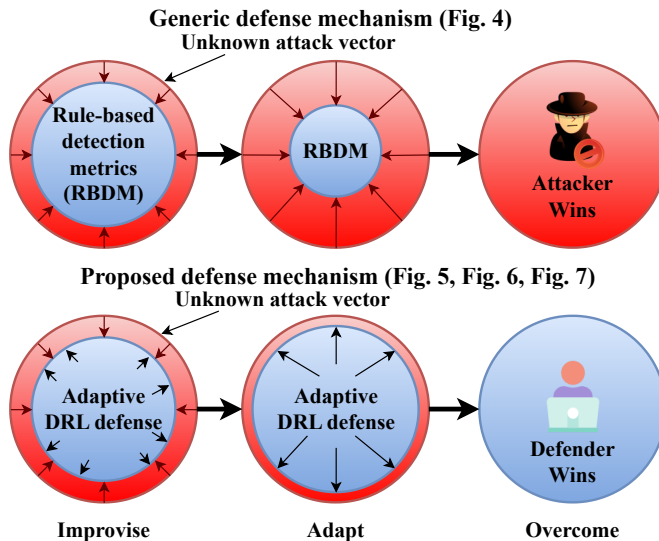 Generic defense mechanism (Fig. 4)
Unknown attack vector
Rule-based
detection
metrics
(RBDM)
RBDM
Attacker
Wins
Proposed defense mechanism (Fig. 5, Fig. 6, Fig. 7)
Unknown attack vector
Adaptive
DRL defense
Adaptive
DRL defense
Defender
Wins
Improvise
Adapt
Overcome